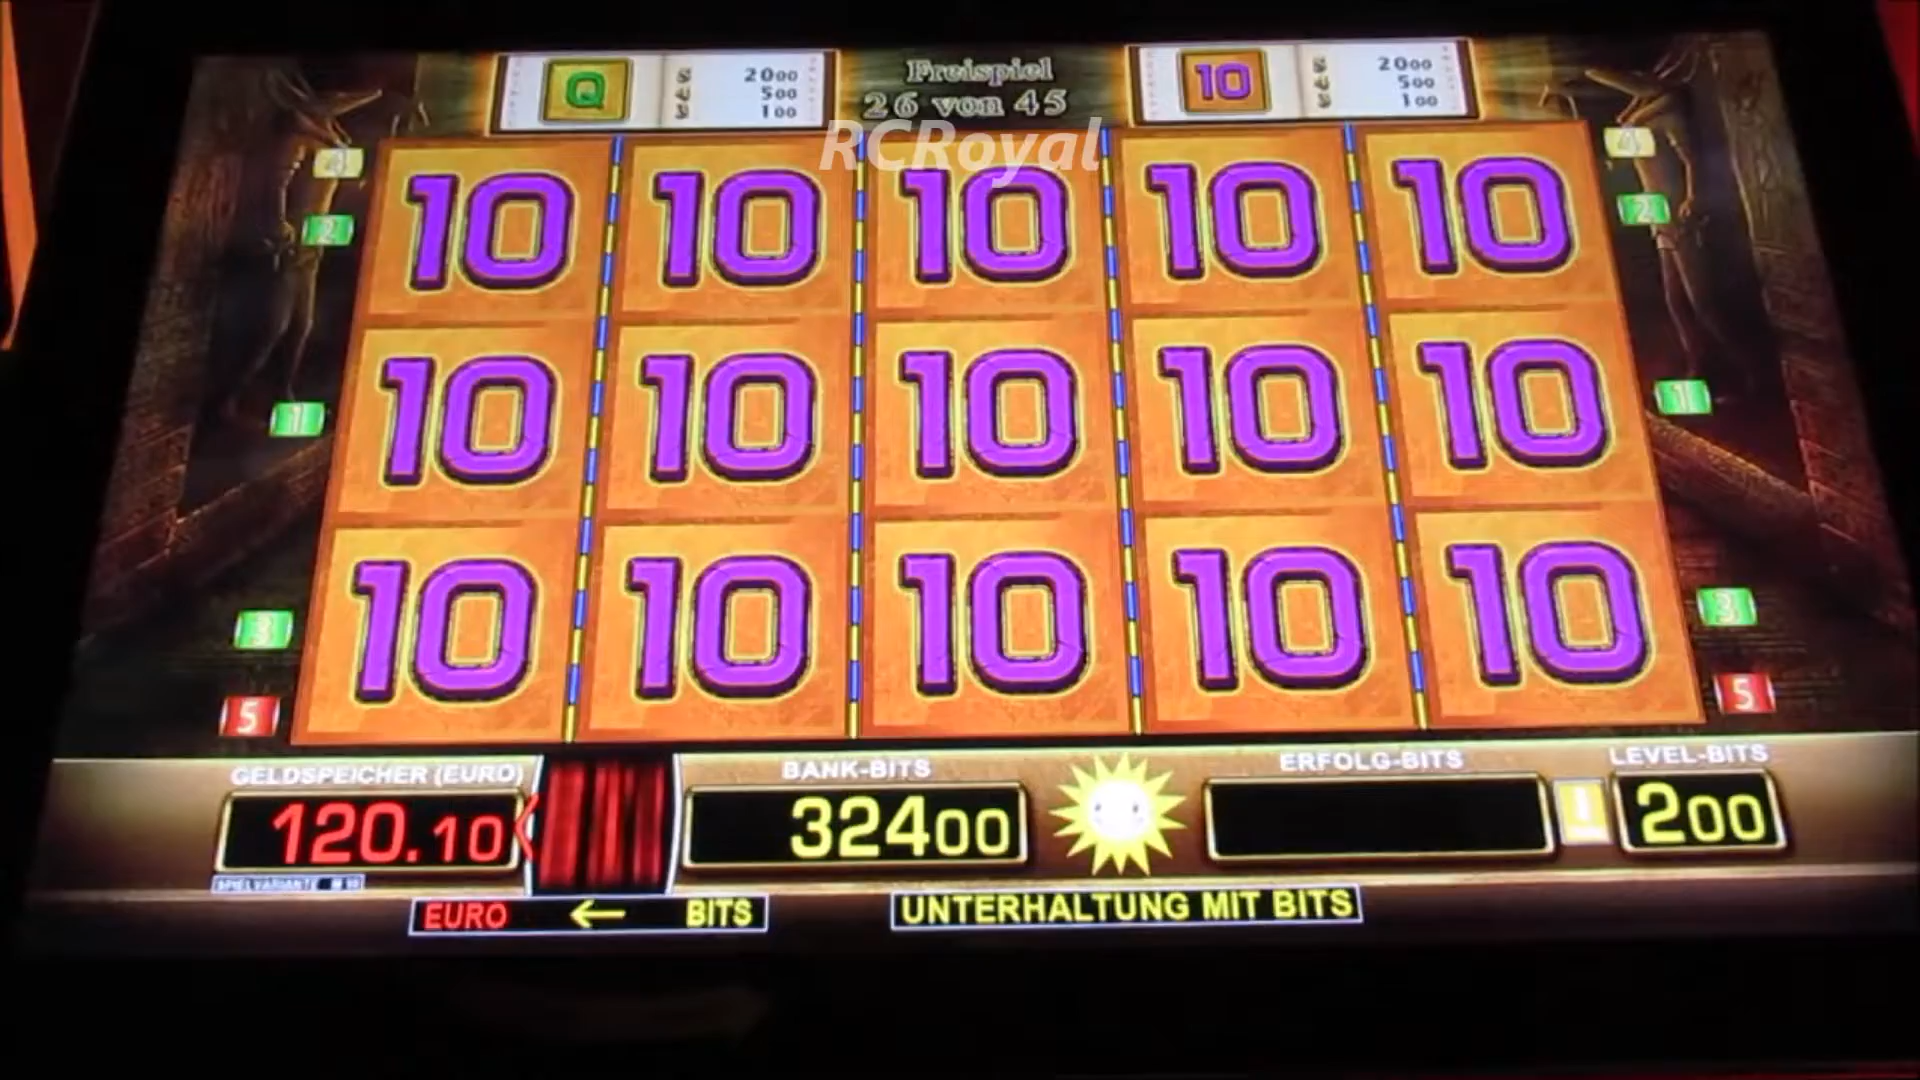 Q
5 2000
4 500
3 100
Freispiel
26 von 45
10
5 2000
4 500
3 100
RCRoyal
4
4
10 10 10 10 10
2
2
10 10 10 10 10
1
1
10 10 10 10 10
3
3
5
5
GELDSPEICHER (EURO)
BANK-BITS
ERFOLG-BITS
LEVEL-BITS
120.10
32400
200
SPIELVARIANTE
EURO ← BITS
UNTERHALTUNG MIT BITS